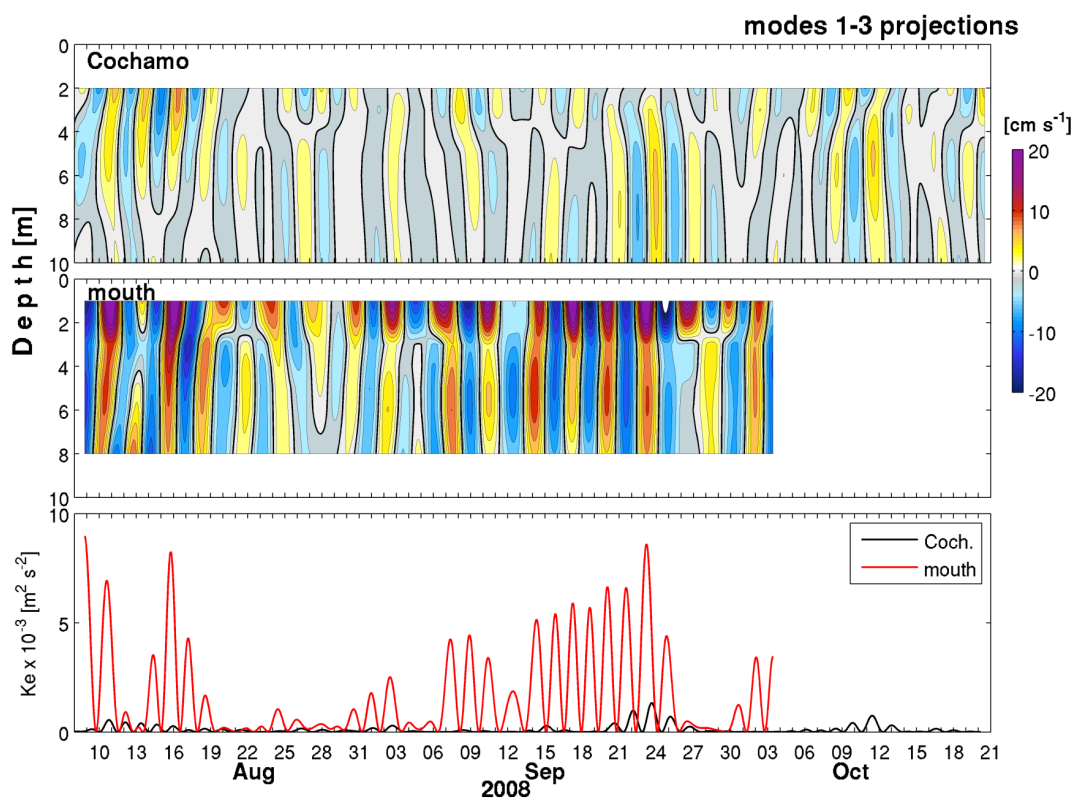 modes 1-3 projections
Cochamo
0
2
4
6
8
10
[cm s⁻¹]
20
10
0
-10
-20
Depth [m]
mouth
0
2
4
6
8
10
Ke x 10⁻³ [m² s⁻²]
10
5
0
Coch.
mouth
10 13 16 19 22 25 28 31 03 06 09 12 15 18 21 24 27 30 03 06 09 12 15 18 21
Aug Sep Oct
2008